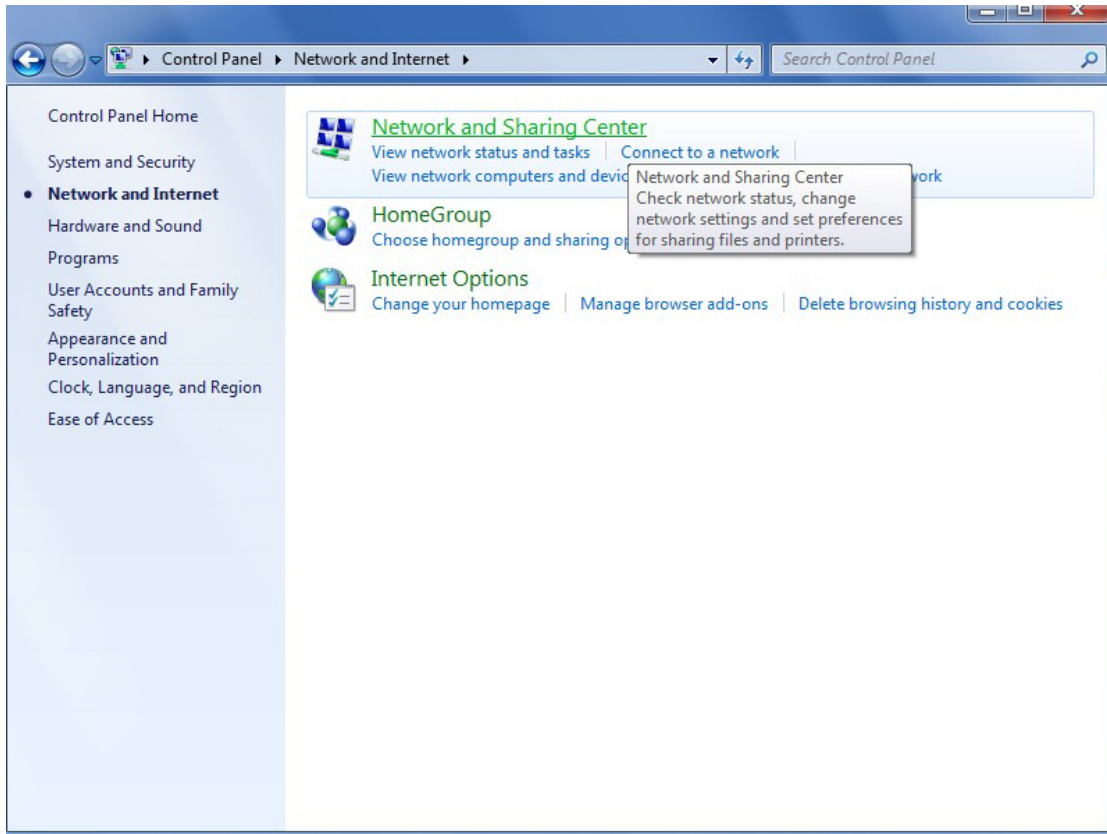 Control Panel Network and Internet Search Control Panel
Control Panel Home
System and Security
Network and Internet
Hardware and Sound
Programs
User Accounts and Family
Safety
Appearance and
Personalization
Clock, Language, and Region
Ease of Access
Network and Sharing Center
View network status and tasks Connect to a network
View network computers and
Network and Sharing Center
Check network status, change
network settings and set preferences
for sharing files and printers.
HomeGroup
Choose homegroup and sharing
Internet Options
Change your homepage Manage browser add-ons Delete browsing history and cookies